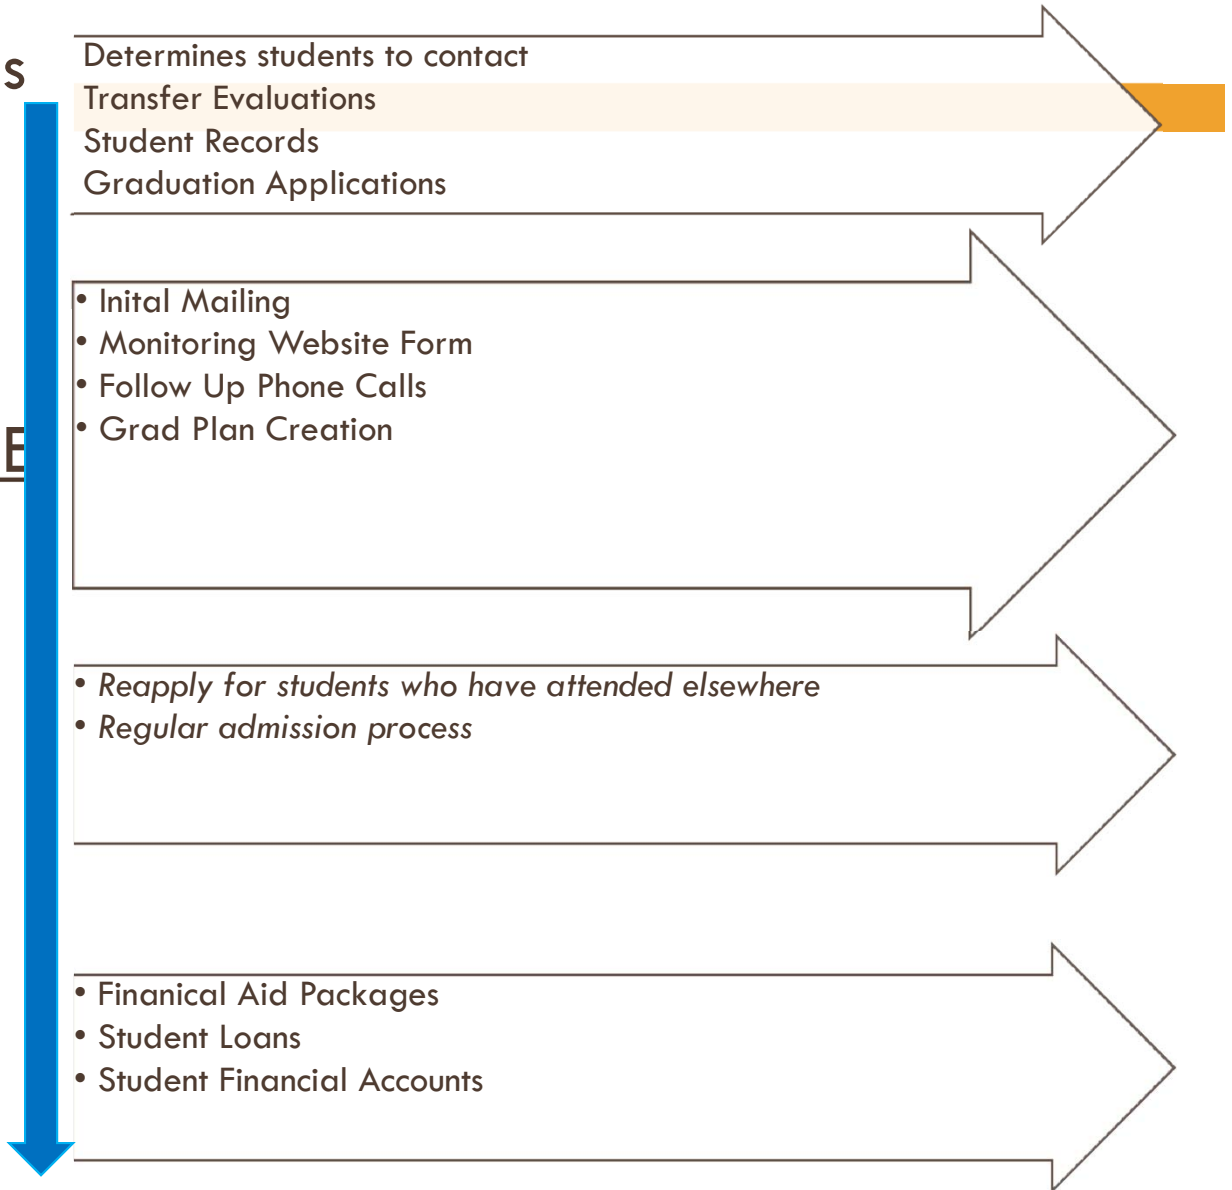 s
Determines students to contact
Transfer Evaluations
Student Records
Graduation Applications
• Inital Mailing
• Monitoring Website Form
• Follow Up Phone Calls
• Grad Plan Creation
E
• Reapply for students who have attended elsewhere
• Regular admission process
• Finanical Aid Packages
• Student Loans
• Student Financial Accounts